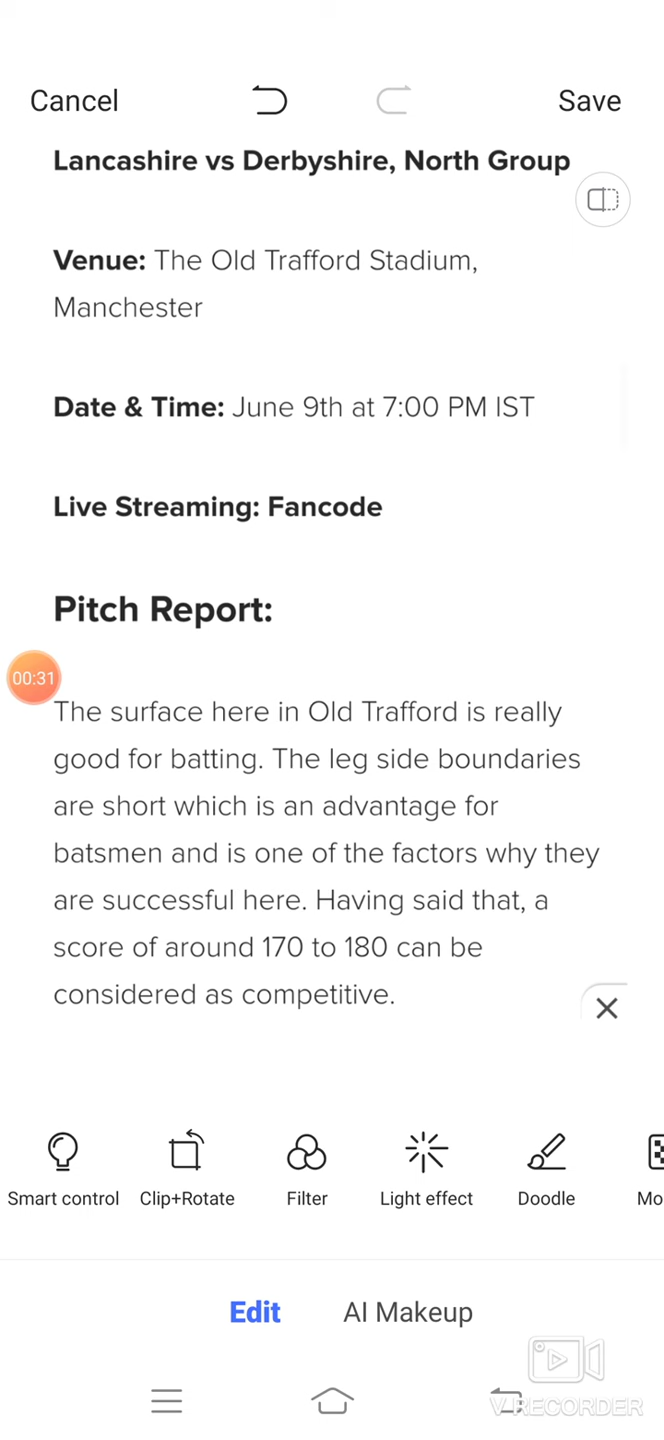 Cancel
Save
Lancashire vs Derbyshire, North Group
Venue: The Old Trafford Stadium,
Manchester
Date & Time: June 9th at 7:00 PM IST
Live Streaming: Fancode
Pitch Report:
00:31
The surface here in Old Trafford is really
good for batting. The leg side boundaries
are short which is an advantage for
batsmen and is one of the factors why they
are successful here. Having said that, a
score of around 170 to 180 can be
considered as competitive.
Smart control Clip+Rotate Filter Light effect Doodle Mo
Edit AI Makeup
V RECORDER